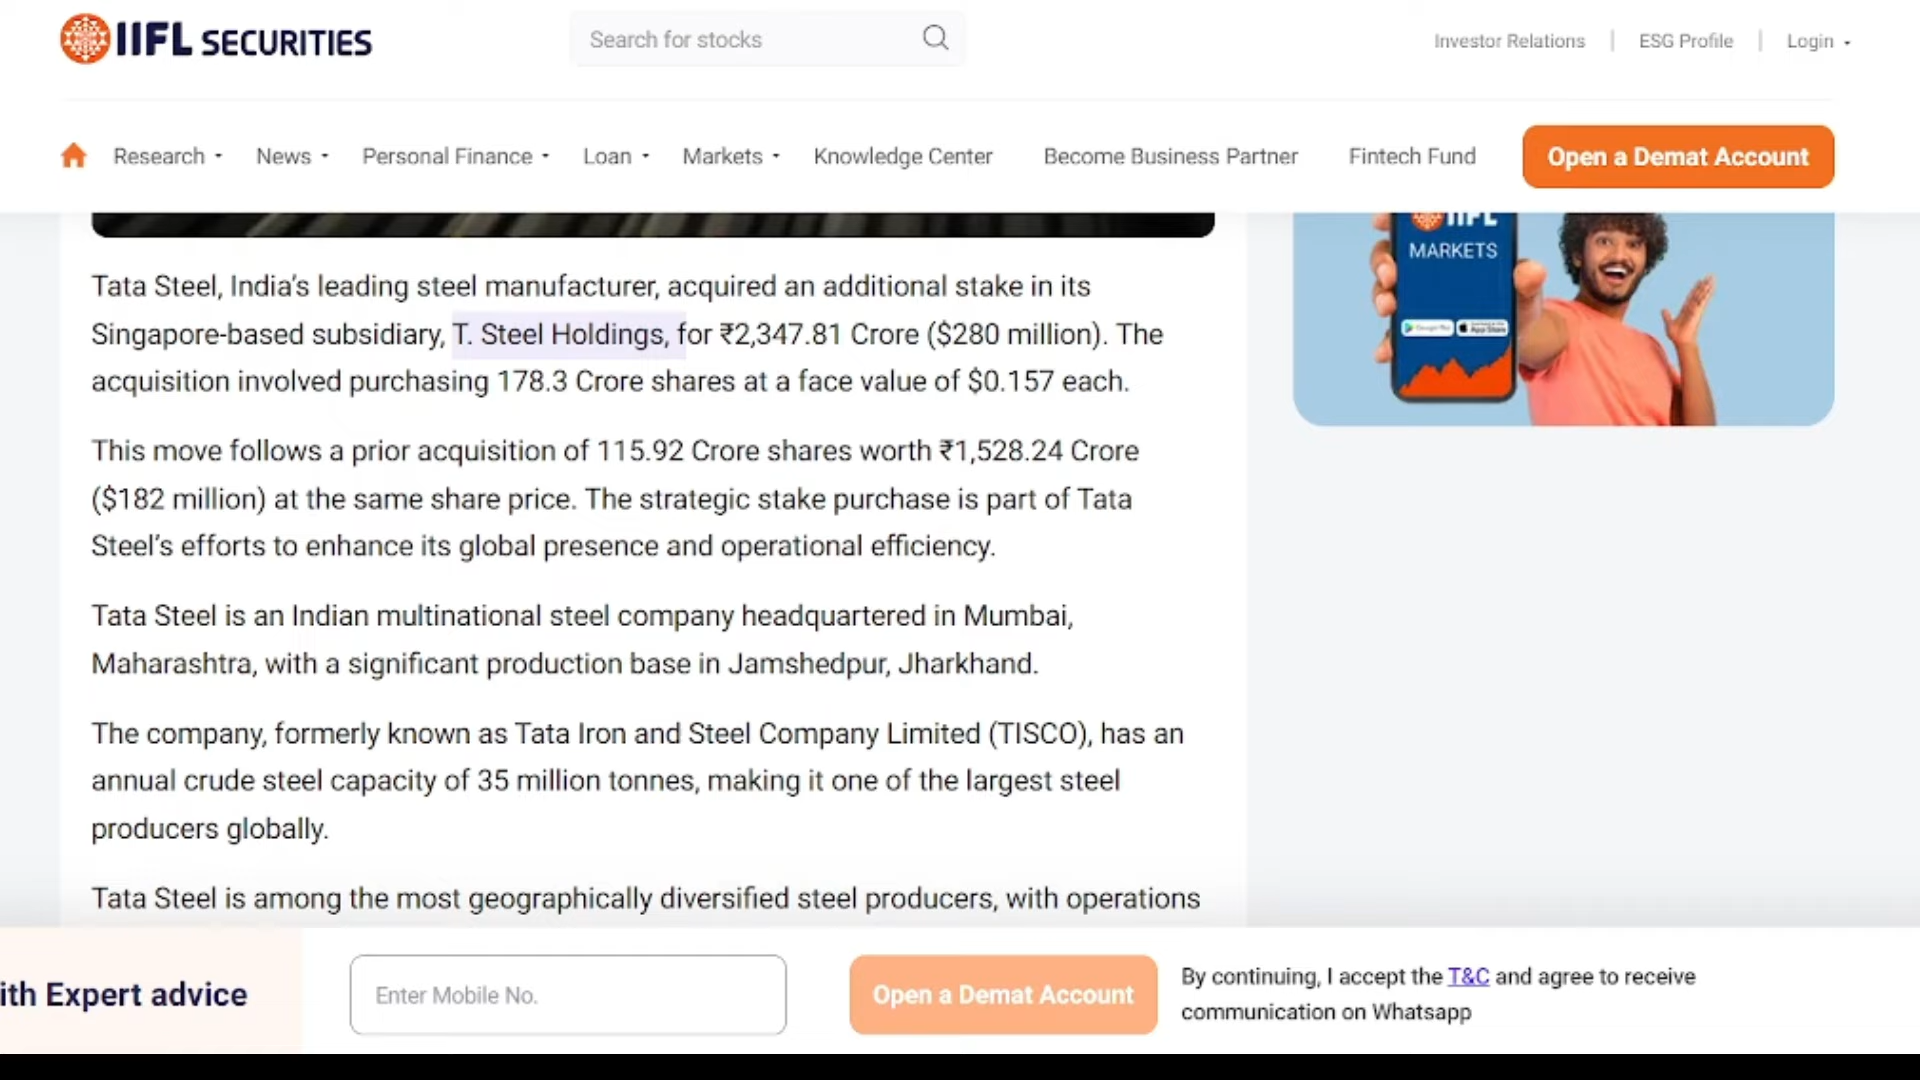 IIFL SECURITIES
Search for stocks
Investor Relations
ESG Profile
Login
Research
News
Personal Finance
Loan
Markets
Knowledge Center
Become Business Partner
Fintech Fund
Open a Demat Account
IIFL
MARKETS
Google Play
App Store
Tata Steel, India’s leading steel manufacturer, acquired an additional stake in its
Singapore-based subsidiary, T. Steel Holdings, for ₹2,347.81 Crore ($280 million). The
acquisition involved purchasing 178.3 Crore shares at a face value of $0.157 each.
This move follows a prior acquisition of 115.92 Crore shares worth ₹1,528.24 Crore
($182 million) at the same share price. The strategic stake purchase is part of Tata
Steel’s efforts to enhance its global presence and operational efficiency.
Tata Steel is an Indian multinational steel company headquartered in Mumbai,
Maharashtra, with a significant production base in Jamshedpur, Jharkhand.
The company, formerly known as Tata Iron and Steel Company Limited (TISCO), has an
annual crude steel capacity of 35 million tonnes, making it one of the largest steel
producers globally.
Tata Steel is among the most geographically diversified steel producers, with operations
ith Expert advice
Enter Mobile No.
Open a Demat Account
By continuing, I accept the T&C and agree to receive
communication on Whatsapp